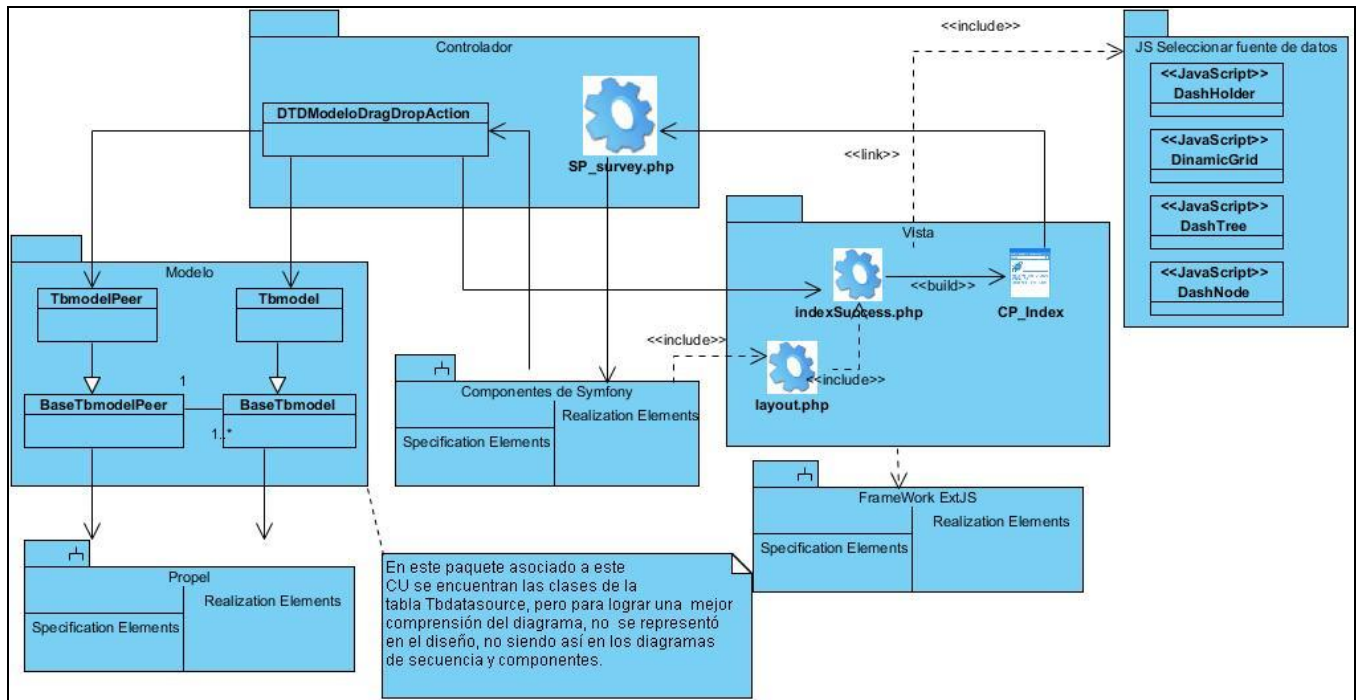 Controlador
DTDModeloDragDropAction
SP_survey.php
<<include>>
<<link>>
JS Seleccionar fuente de datos
<<JavaScript>>
DashHolder
<<JavaScript>>
DinamicGrid
<<JavaScript>>
DashTree
<<JavaScript>>
DashNode
Modelo
TbmodelPeer
Tbmodel
BaseTbmodelPeer
1
1..*
BaseTbmodel
Vista
indexSuccess.php
<<build>>
CP_Index
<<include>>
layout.php
<<include>>
Componentes de Symfony
Specification Elements
Realization Elements
FrameWork ExtJS
Specification Elements
Realization Elements
Propel
Specification Elements
Realization Elements
En este paquete asociado a este
CU se encuentran las clases de la
tabla Tbdatasource, pero para lograr una mejor
comprensión del diagrama, no se representó
en el diseño, no siendo así en los diagramas
de secuencia y componentes.